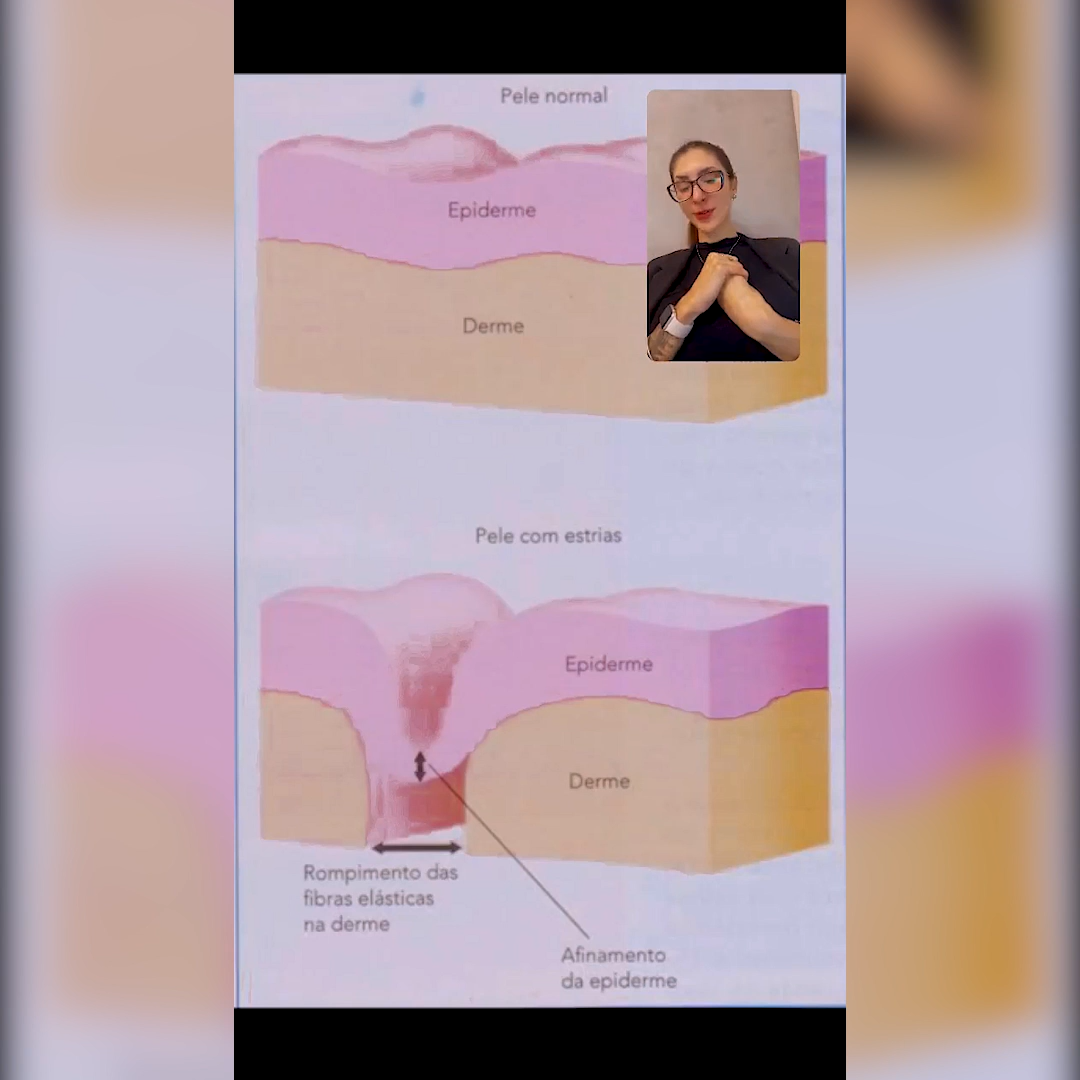 Pele normal
Epiderme
Derme
Pele com estrias
Epiderme
Derme
Rompimento das
fibras elásticas
na derme
Afinamento
da epiderme